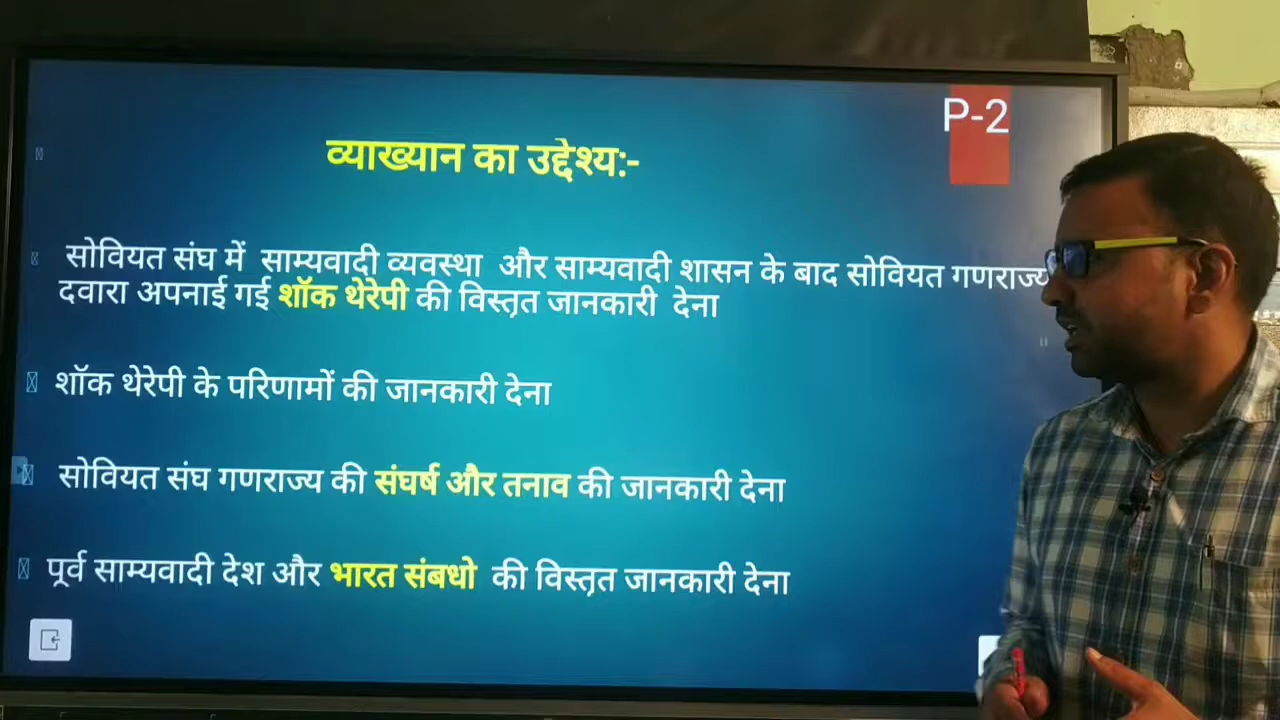 P-2
व्याख्यान का उद्देश्य:-
सोवियत संघ में साम्यवादी व्यवस्था और साम्यवादी शासन के बाद सोवियत गणराज्य
दवारा अपनाई गई शॉक थेरेपी की विस्तृत जानकारी देना
शॉक थेरेपी के परिणामों की जानकारी देना
सोवियत संघ गणराज्य की संघर्ष और तनाव की जानकारी देना
पूर्व साम्यवादी देश और भारत संबधो की विस्तृत जानकारी देना